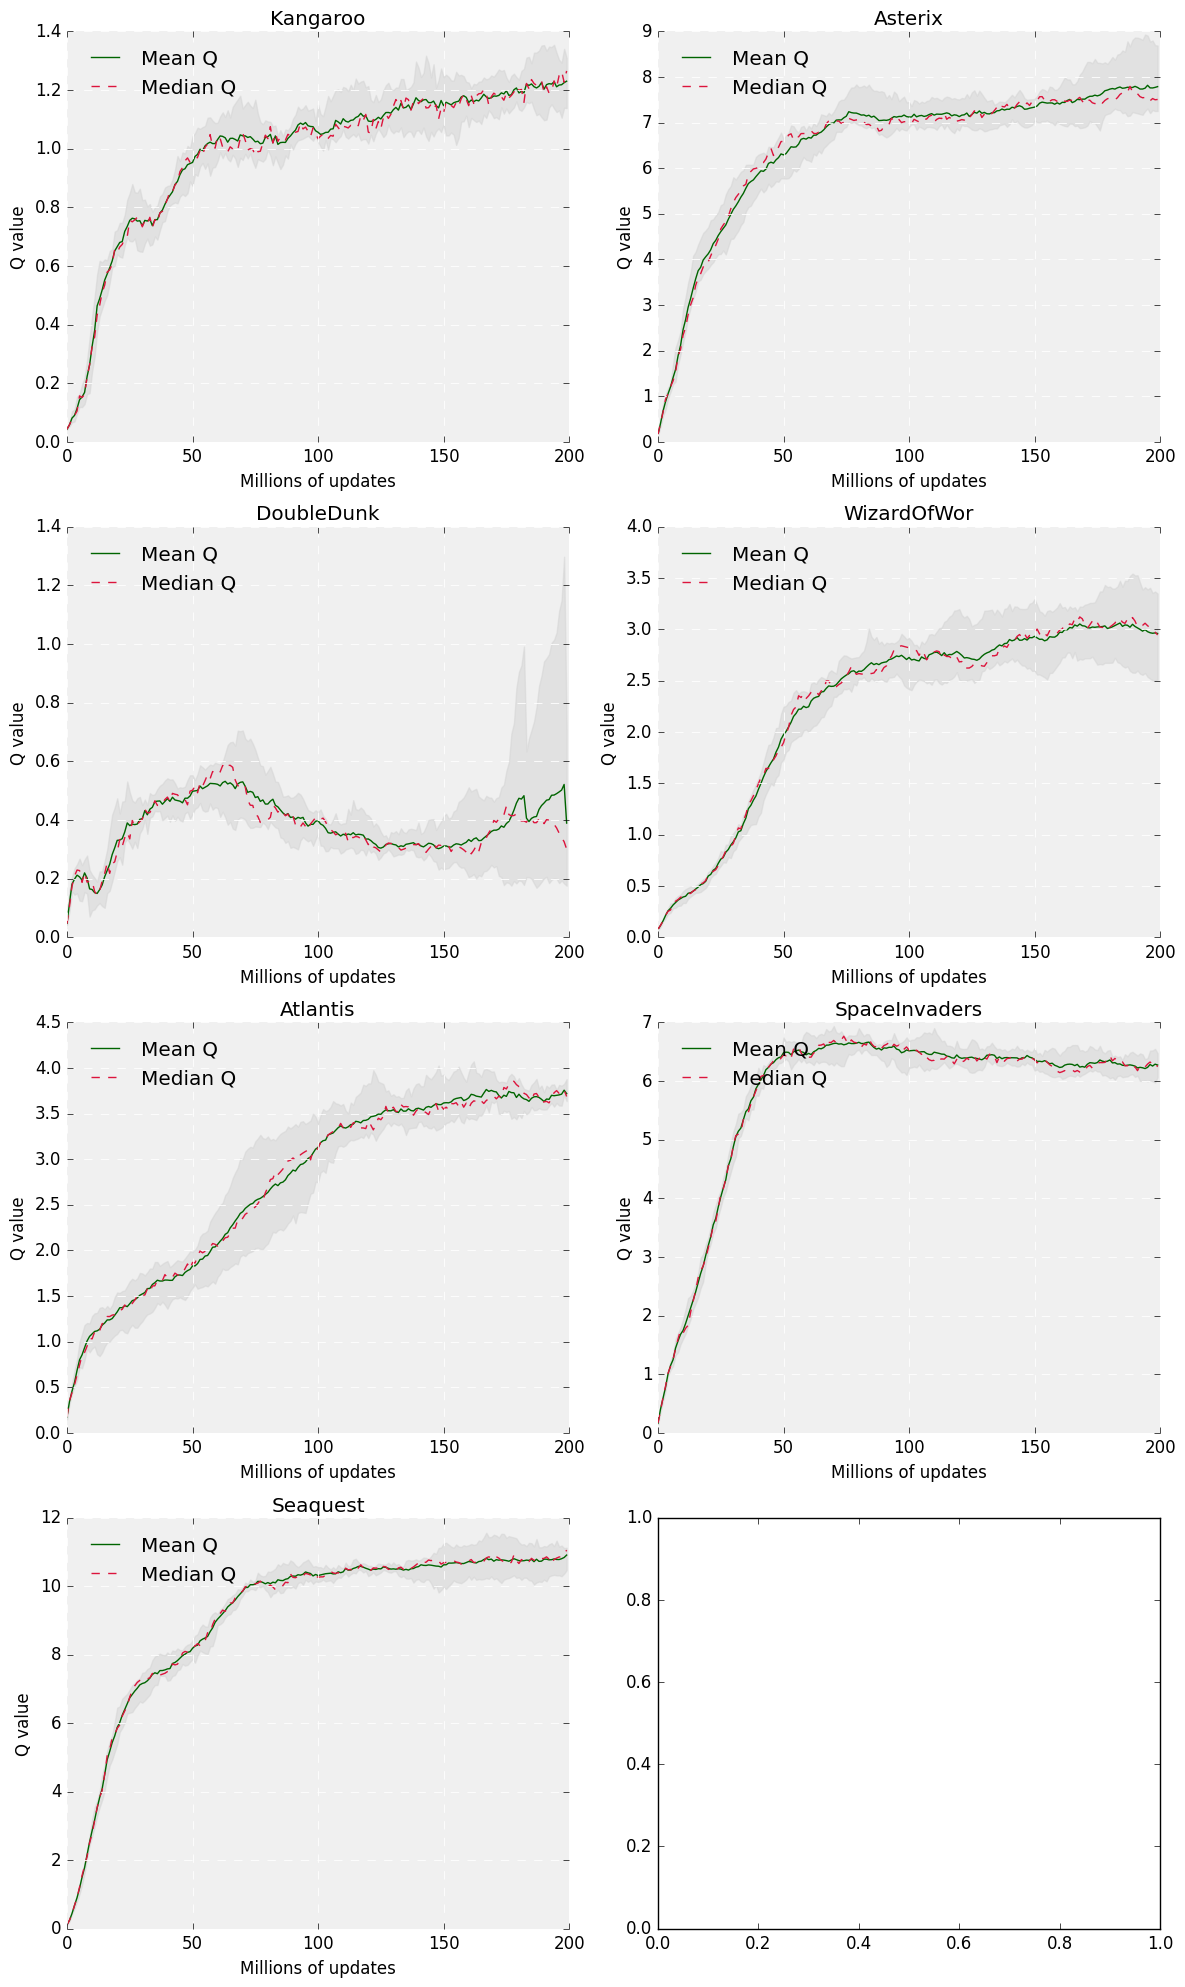 Kangaroo
Mean Q
Median Q
Q value
1.4
1.2
1.0
0.8
0.6
0.4
0.2
0.0
0 50 100 150 200
Millions of updates
Asterix
Mean Q
Median Q
Q value
9
8
7
6
5
4
3
2
1
0
0 50 100 150 200
Millions of updates
DoubleDunk
Mean Q
Median Q
Q value
1.4
1.2
1.0
0.8
0.6
0.4
0.2
0.0
0 50 100 150 200
Millions of updates
WizardOfWor
Mean Q
Median Q
Q value
4.0
3.5
3.0
2.5
2.0
1.5
1.0
0.5
0.0
0 50 100 150 200
Millions of updates
Atlantis
Mean Q
Median Q
Q value
4.5
4.0
3.5
3.0
2.5
2.0
1.5
1.0
0.5
0.0
0 50 100 150 200
Millions of updates
SpaceInvaders
Mean Q
Median Q
Q value
7
6
5
4
3
2
1
0
0 50 100 150 200
Millions of updates
Seaquest
Mean Q
Median Q
Q value
12
10
8
6
4
2
0
0 50 100 150 200
Millions of updates
1.0
0.8
0.6
0.4
0.2
0.0
0.0 0.2 0.4 0.6 0.8 1.0